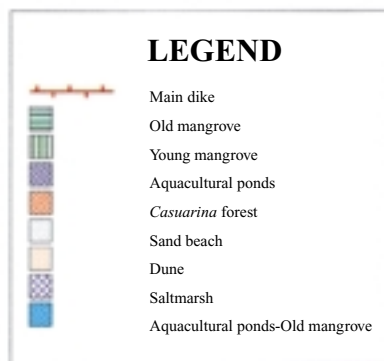 LEGEND
Main dike
Old mangrove
Young mangrove
Aquacultural ponds
Casuarina forest
Sand beach
Dune
Saltmarsh
Aquacultural ponds-Old mangrove